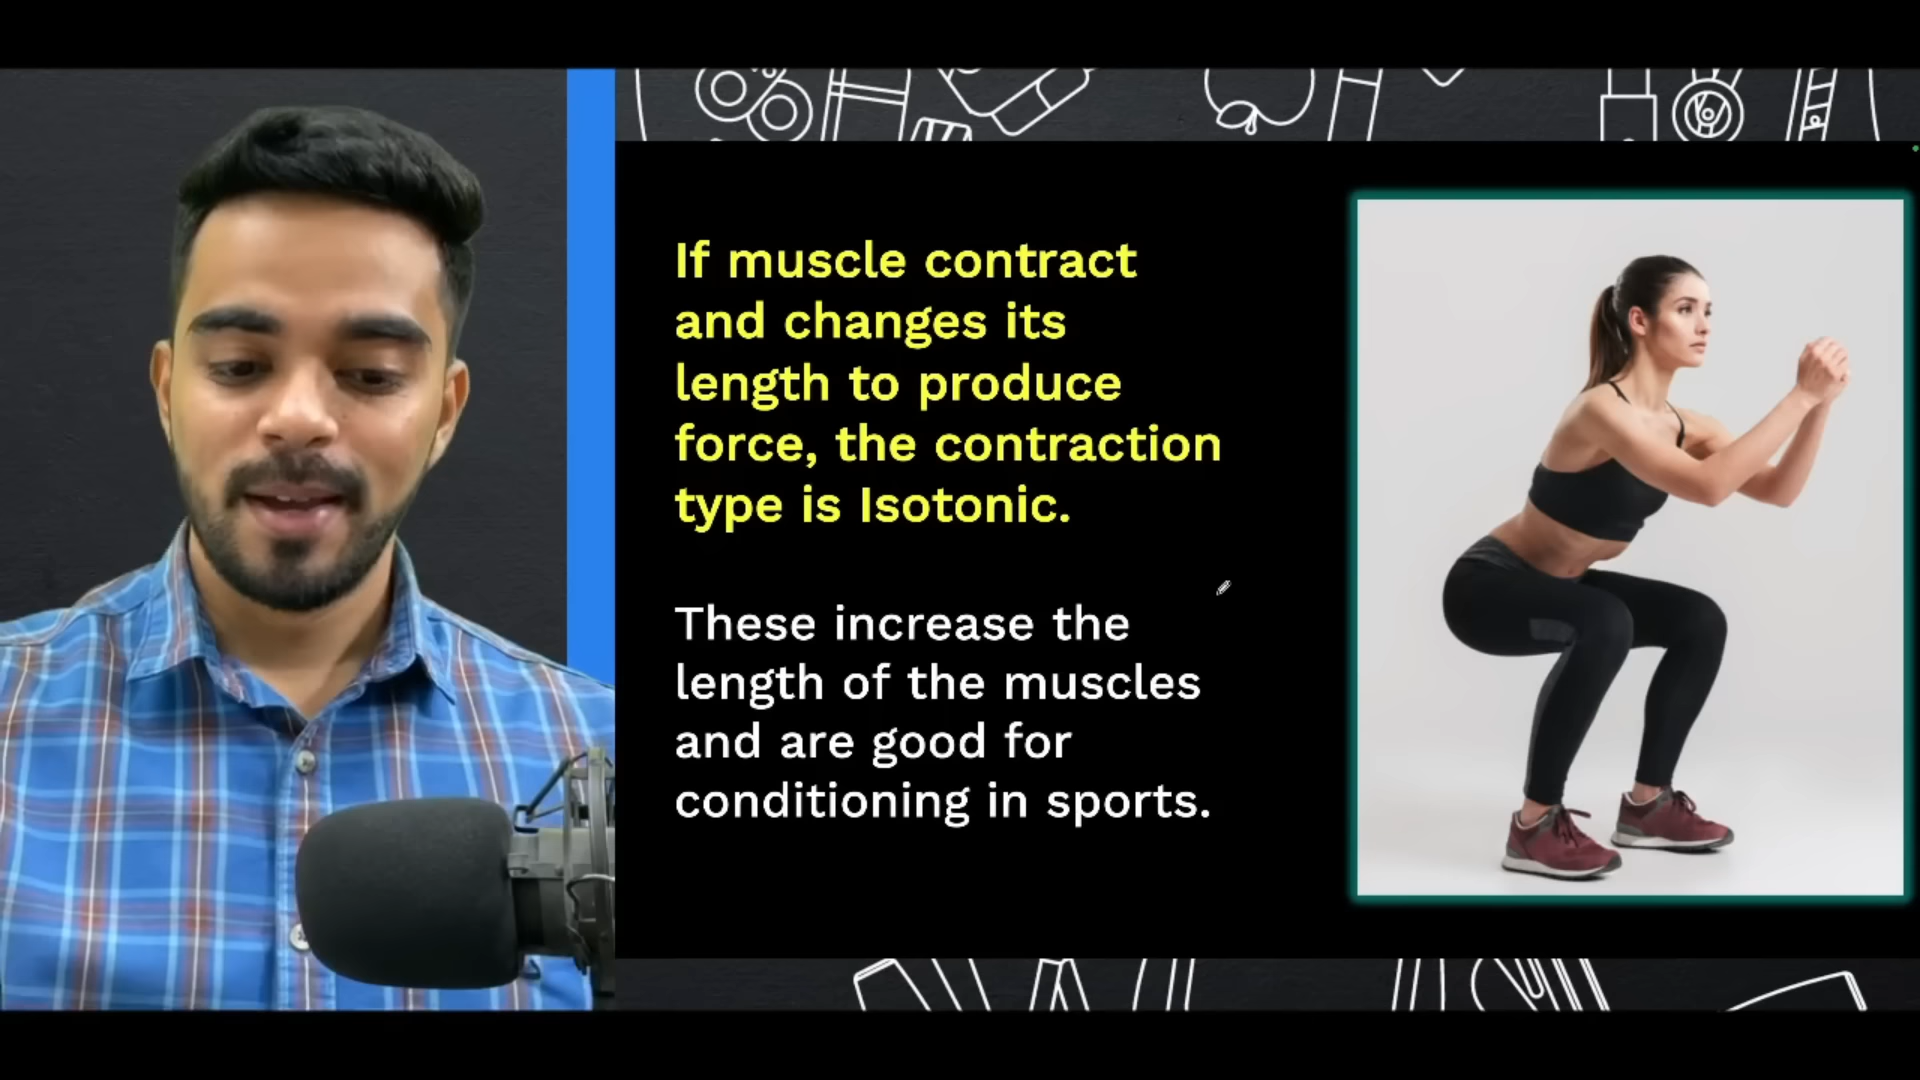 If muscle contract
and changes its
length to produce
force, the contraction
type is Isotonic.
These increase the
length of the muscles
and are good for
conditioning in sports.